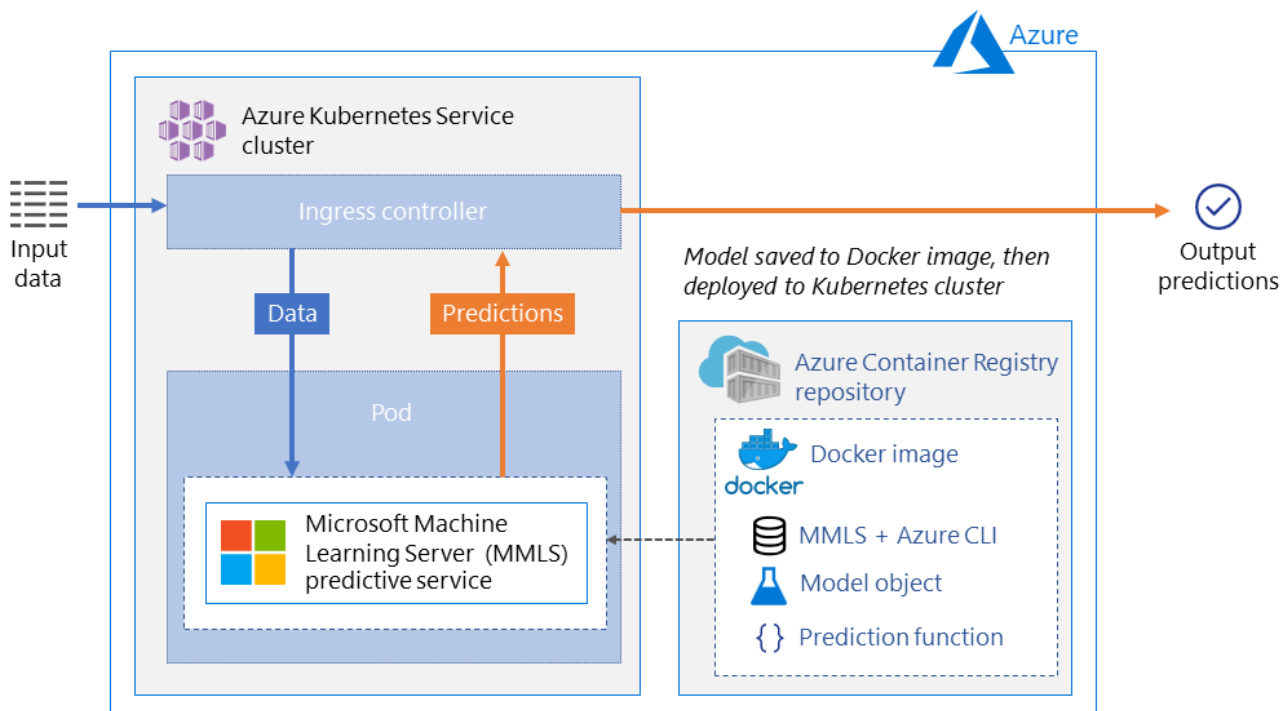 Azure
Azure Kubernetes Service
cluster
Ingress controller
Input
data
Output
predictions
Model saved to Docker image, then
deployed to Kubernetes cluster
Data
Predictions
Azure Container Registry
repository
Pod
Docker image
docker
Microsoft Machine
Learning Server (MMLS)
predictive service
MMLS + Azure CLI
Model object
{ } Prediction function